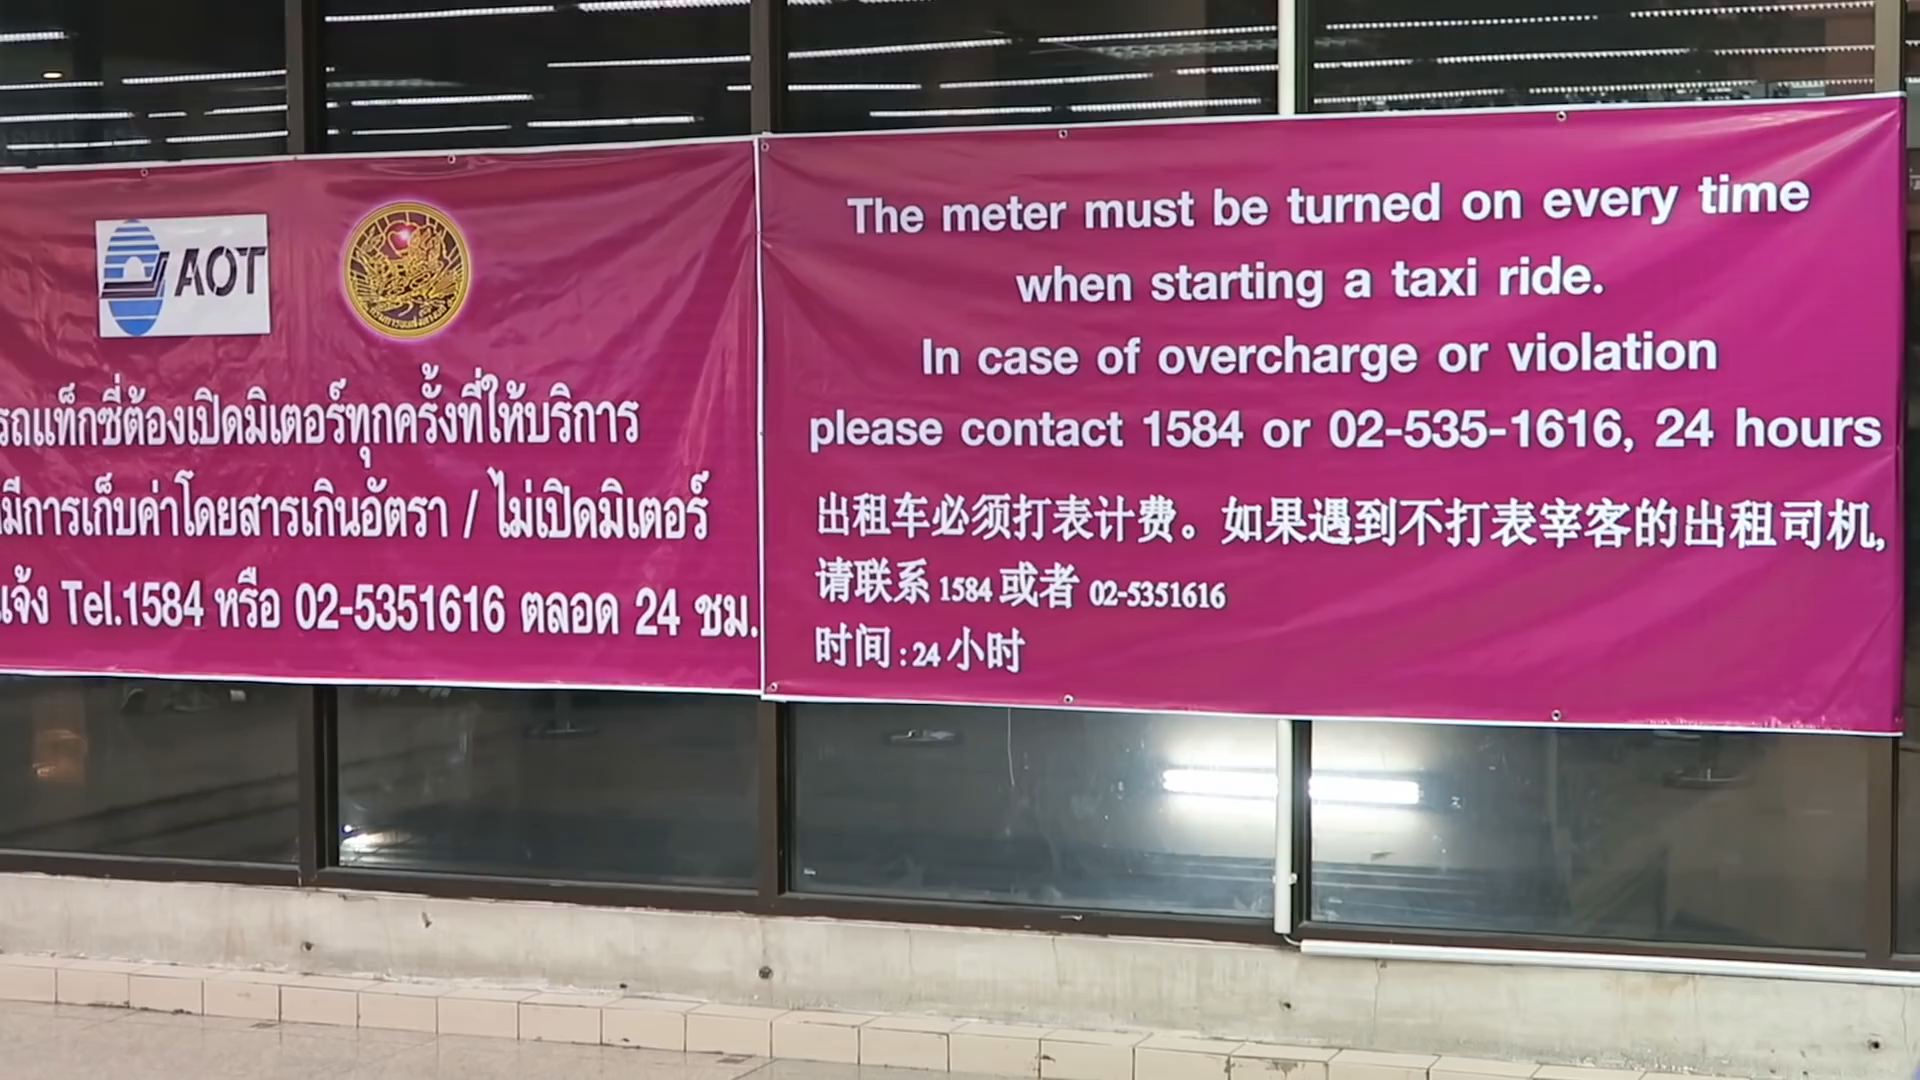 AOT
รถแท็กซี่ต้องเปิดมิเตอร์ทุกครั้งที่ให้บริการ
มีการเก็บค่าโดยสารเกินอัตรา / ไม่เปิดมิเตอร์
แจ้ง Tel.1584 หรือ 02-5351616 ตลอด 24 ชม.
The meter must be turned on every time
when starting a taxi ride.
In case of overcharge or violation
please contact 1584 or 02-535-1616, 24 hours
出租车必须打表计费。如果遇到不打表宰客的出租司机,
请联系 1584 或者 02-5351616
时间 : 24 小时